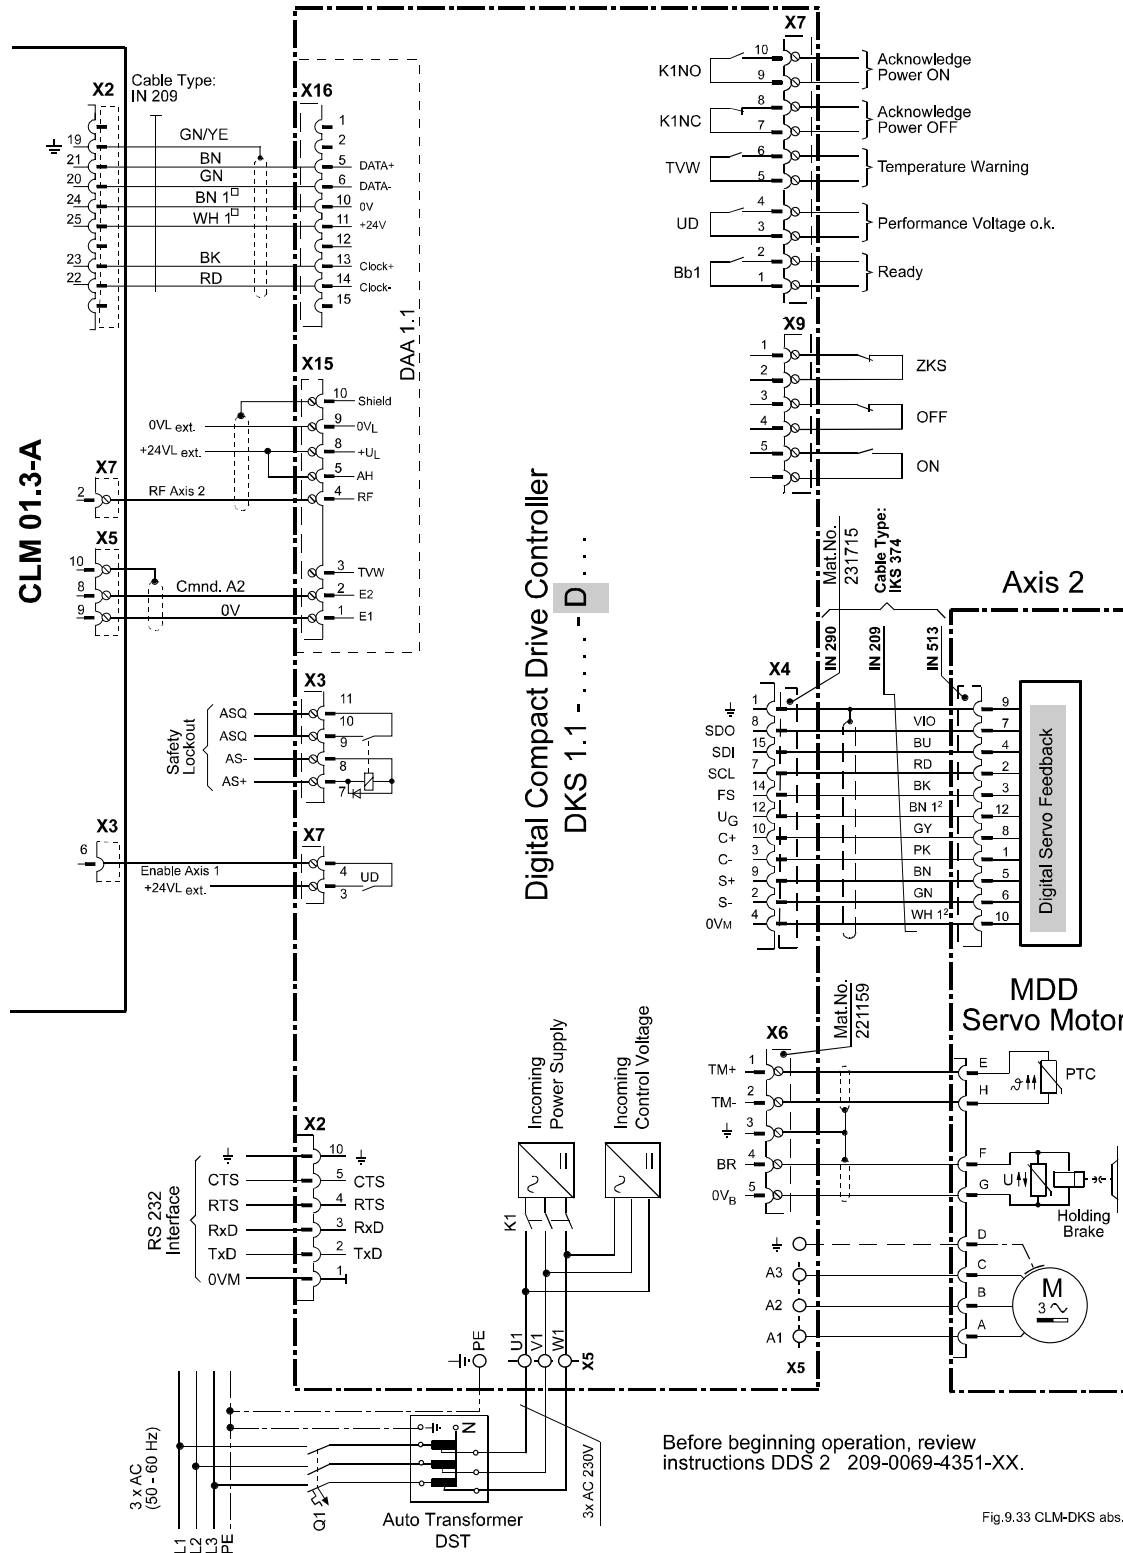 CLM 01.3-A
X2
Cable Type:
IN 209
19
21
20
24
25
23
22
GN/YE
BN
GN
BN 1□
WH 1□
BK
RD
X16
1
2
5 DATA+
6 DATA-
10 0V
11 +24V
12
13 Clock+
14 Clock-
15
DAA 1.1
X15
10 Shield
9 0VL
8 +UL
5 AH
4 RF
3 TVW
2 E2
1 E1
0VL ext.
+24VL ext.
X7
2
RF Axis 2
X5
10
8
9
Cmnd. A2
0V
X3
Safety
Lockout
ASQ
ASQ
AS-
AS+
11
10
9
8
7
X3
6
Enable Axis 1
+24VL ext.
X7
4
3
UD
X2
RS 232
Interface
10
CTS 5 CTS
RTS 4 RTS
RxD 3 RxD
TxD 2 TxD
0VM 1
Digital Compact Drive Controller
DKS 1.1 - . . . . . - D . . .
X7
K1NO
10
9
Acknowledge
Power ON
K1NC
8
7
Acknowledge
Power OFF
TVW
6
5
Temperature Warning
UD
4
3
Performance Voltage o.k.
Bb1
2
1
Ready
X9
1
2
ZKS
3
4
OFF
5
ON
Mat.No.
231715
Cable Type:
IKS 374
IN 290
IN 209
IN 513
Axis 2
X4
1 9
SDO 8 VIO 7
SDI 15 BU 4
SCL 7 RD 2
FS 14 BK 3
UG 12 BN 1² 12
C+ 10 GY 8
C- 3 PK 1
S+ 9 BN 5
S- 2 GN 6
0VM 4 WH 1² 10
Digital Servo Feedback
MDD
Servo Motor
Mat.No.
221159
X6
TM+ 1 E
TM- 2 H
3
BR 4 F
0VB 5 G
PTC
ϑ
U
Holding
Brake
D
A3 C
A2 B
A1 A
X5
M
3 ~
Incoming
Power Supply
Incoming
Control Voltage
K1
PE
U1
V1
W1
X5
3 x AC
(50 - 60 Hz)
L1
L2
L3
PE
Q1
N
Auto Transformer
DST
3x AC 230V
Before beginning operation, review
instructions DDS 2 209-0069-4351-XX.
Fig.9.33 CLM-DKS abs.